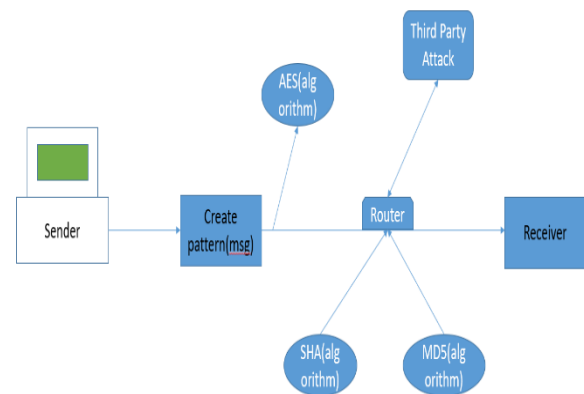 Third Party
Attack
AES(alg
orithm)
Sender
Create
pattern(msg)
Router
Receiver
SHA(alg
orithm)
MD5(alg
orithm)